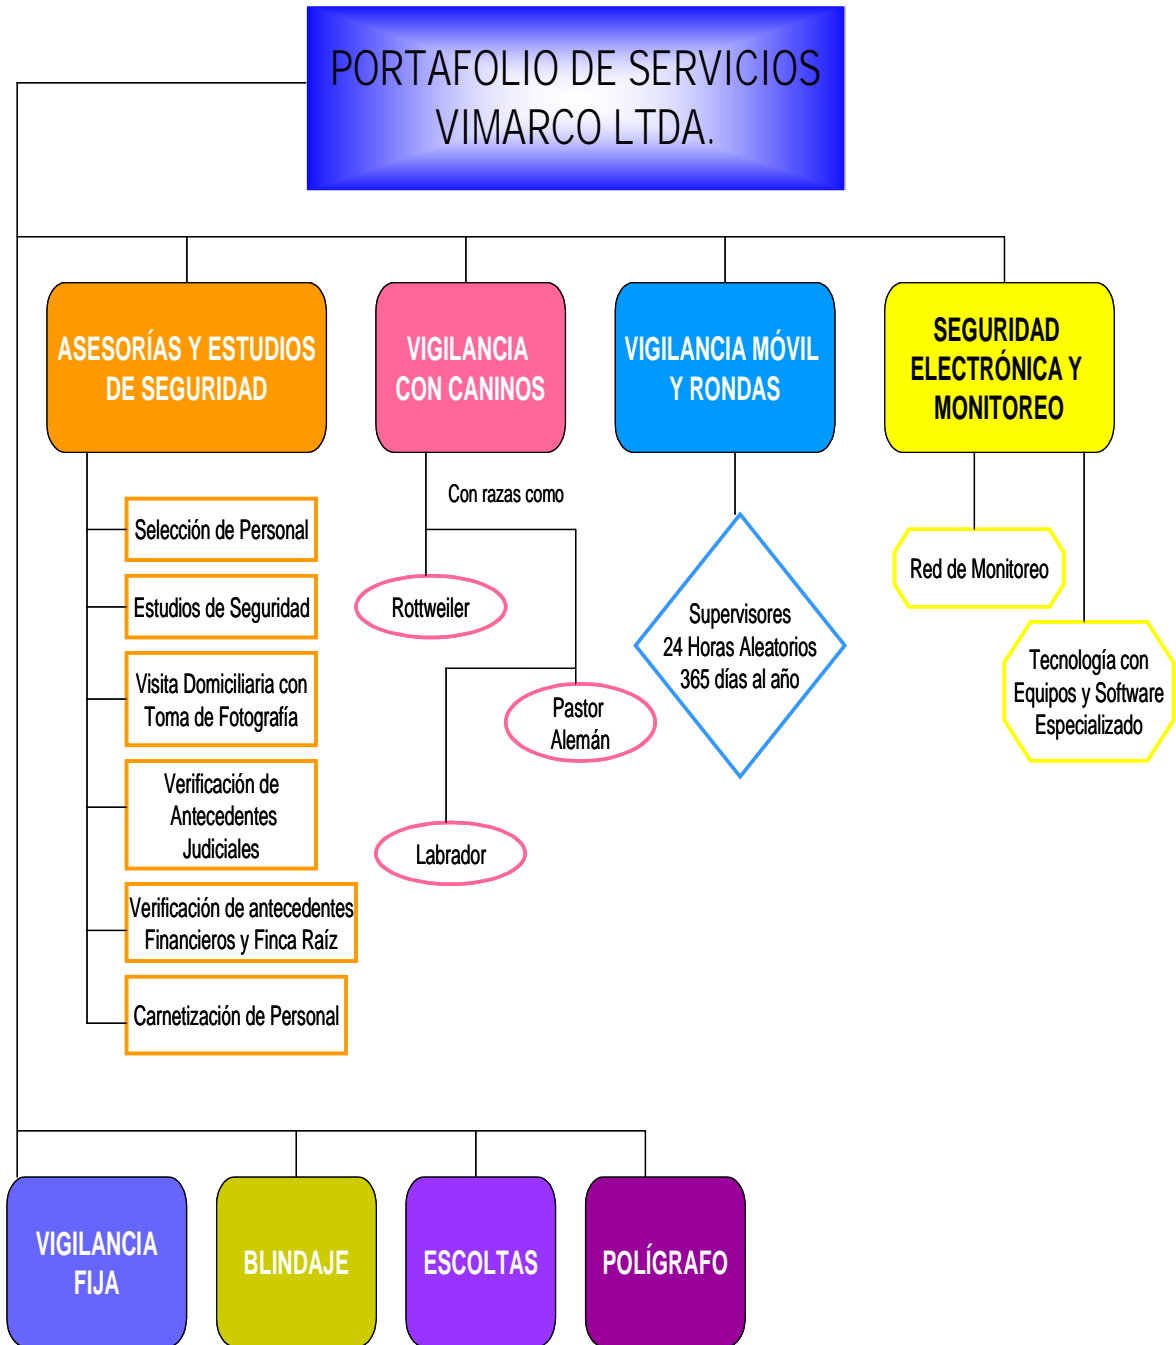 PORTAFOLIO DE SERVICIOS
VIMARCO LTDA.
ASESORÍAS Y ESTUDIOS
DE SEGURIDAD
VIGILANCIA
CON CANINOS
VIGILANCIA MÓVIL
Y RONDAS
SEGURIDAD
ELECTRÓNICA Y
MONITOREO
Selección de Personal
Estudios de Seguridad
Visita Domiciliaria con
Toma de Fotografía
Verificación de
Antecedentes
Judiciales
Verificación de antecedentes
Financieros y Finca Raíz
Carnetización de Personal
Con razas como
Rottweiler
Pastor
Alemán
Labrador
Supervisores
24 Horas Aleatorios
365 días al año
Red de Monitoreo
Tecnología con
Equipos y Software
Especializado
VIGILANCIA
FIJA
BLINDAJE
ESCOLTAS
POLÍGRAFO